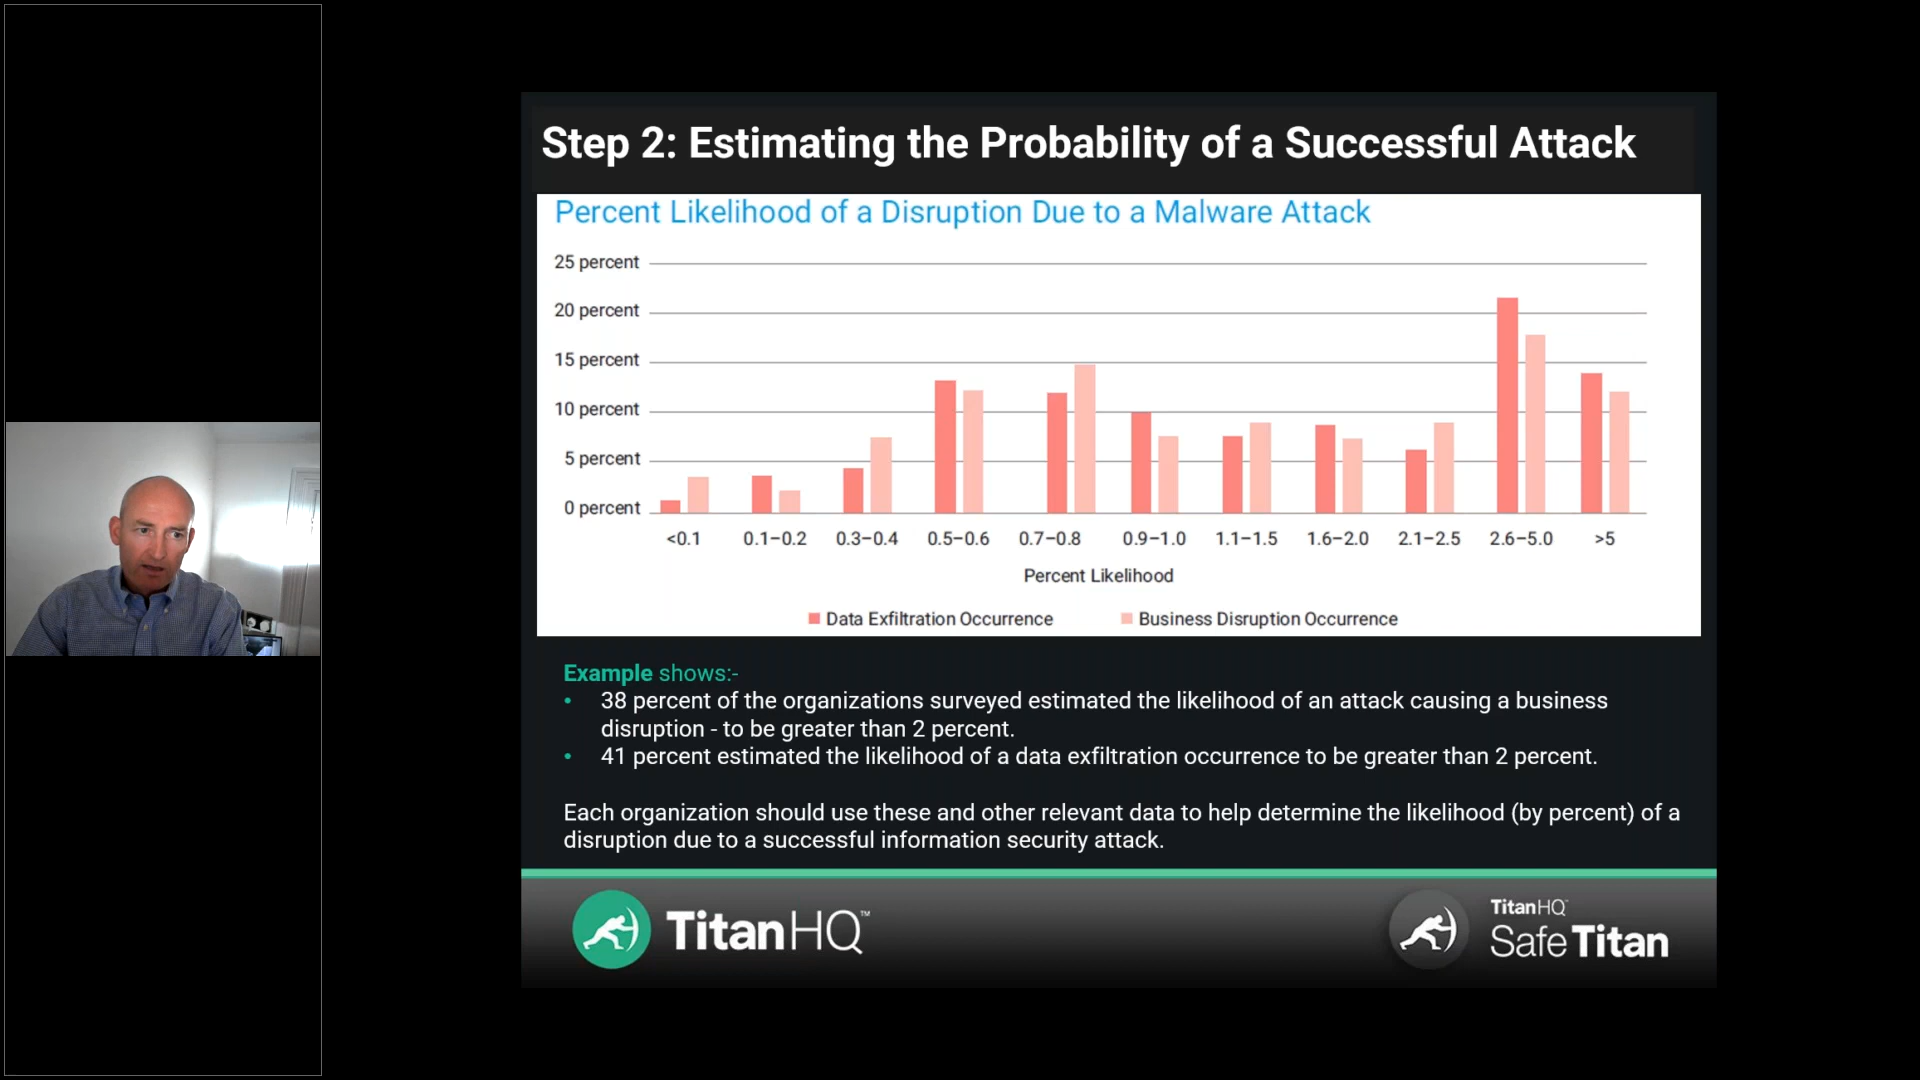 Step 2: Estimating the Probability of a Successful Attack
Percent Likelihood of a Disruption Due to a Malware Attack
25 percent
20 percent
15 percent
10 percent
5 percent
0 percent
<0.1 0.1–0.2 0.3–0.4 0.5–0.6 0.7–0.8 0.9–1.0 1.1–1.5 1.6–2.0 2.1–2.5 2.6–5.0 >5
Percent Likelihood
Data Exfiltration Occurrence Business Disruption Occurrence
Example shows:-
• 38 percent of the organizations surveyed estimated the likelihood of an attack causing a business
disruption - to be greater than 2 percent.
• 41 percent estimated the likelihood of a data exfiltration occurrence to be greater than 2 percent.
Each organization should use these and other relevant data to help determine the likelihood (by percent) of a
disruption due to a successful information security attack.
TitanHQ™
TitanHQ
SafeTitan